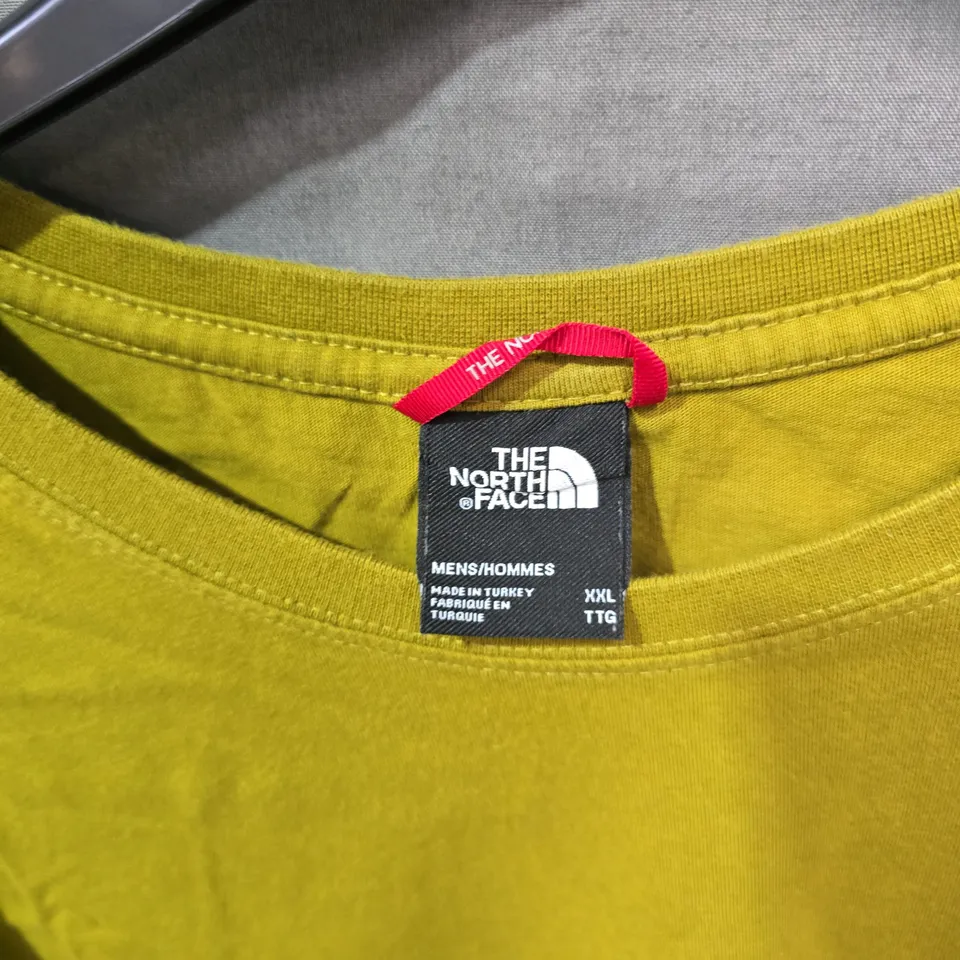 THE NO
THE
NORTH
® FACE
MENS/HOMMES
MADE IN TURKEY XXL
FABRIQUÉ EN
TURQUIE TTG